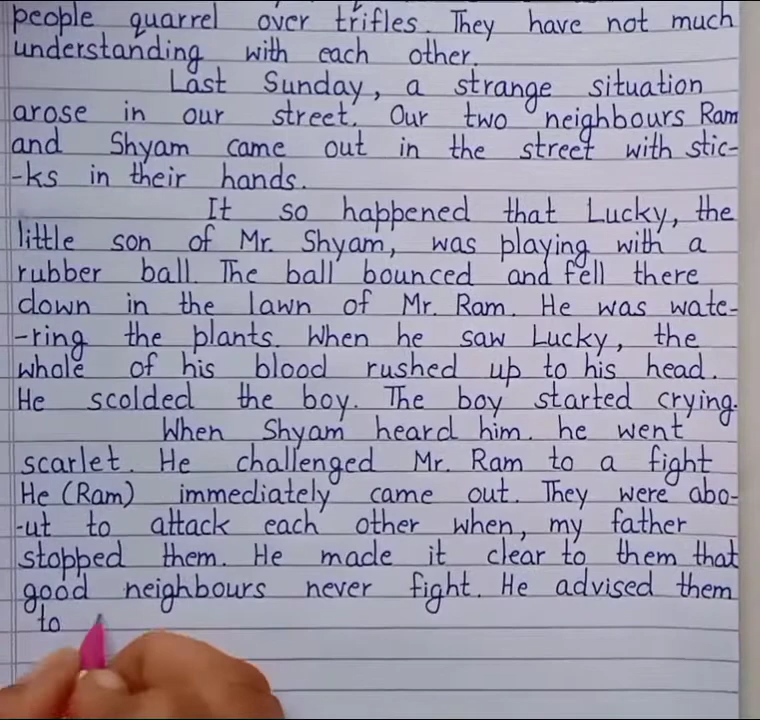 people quarrel over trifles. They have not much
understanding with each other.
Last Sunday, a strange situation
arose in our street. Our two neighbours Ram
and Shyam came out in the street with stic-
-ks in their hands.
It so happened that Lucky, the
little son of Mr. Shyam, was playing with a
rubber ball. The ball bounced and fell there
down in the lawn of Mr. Ram. He was wate-
-ring the plants. When he saw Lucky, the
whole of his blood rushed up to his head.
He scolded the boy. The boy started crying.
When Shyam heard him. he went
scarlet. He challenged Mr. Ram to a fight
He (Ram) immediately came out. They were abo-
-ut to attack each other when, my father
stopped them. He made it clear to them that
good neighbours never fight. He advised them
to